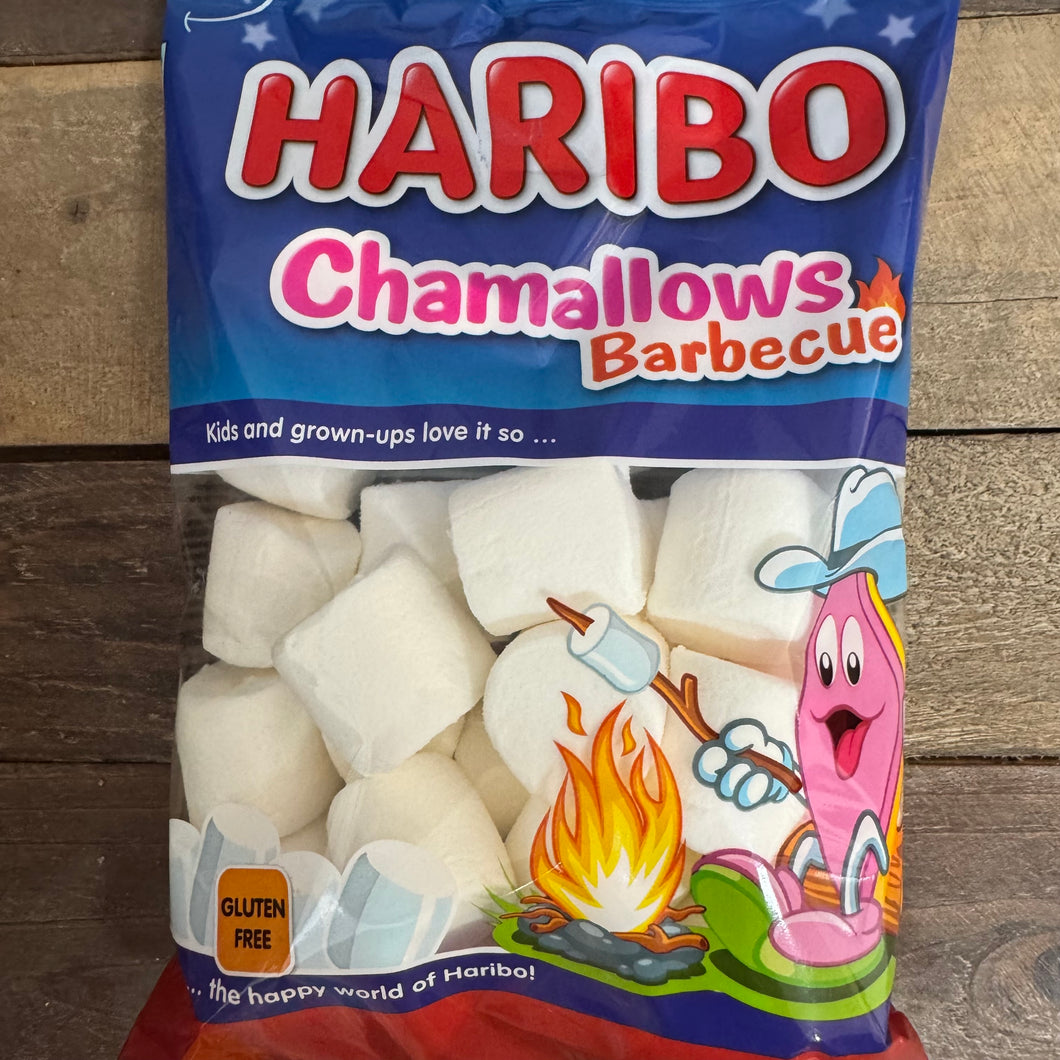 HARIBO
Chamallows
Barbecue
Kids and grown-ups love it so ...
GLUTEN
FREE
... the happy world of Haribo!